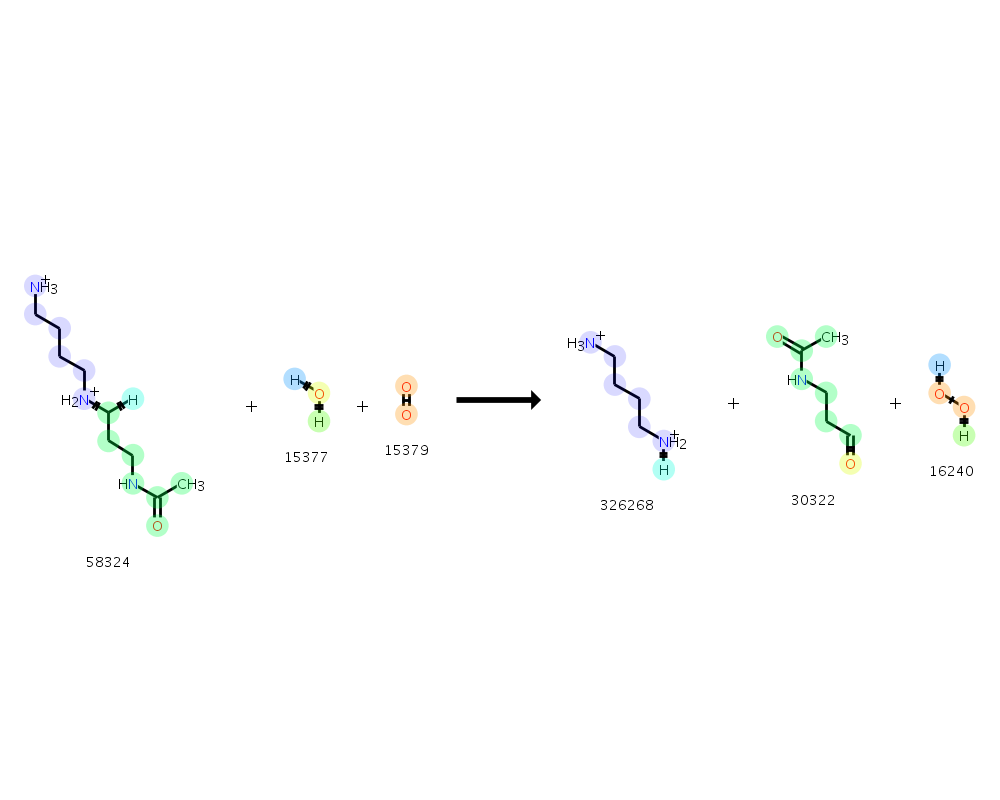 NH3+
H2N+ H
HN CH3
O
58324
+
H O
H
15377
+
O
O
15379
+
H3N+
NH2+
H
326268
+
O CH3
HN
O
30322
+
H
O O
H
16240